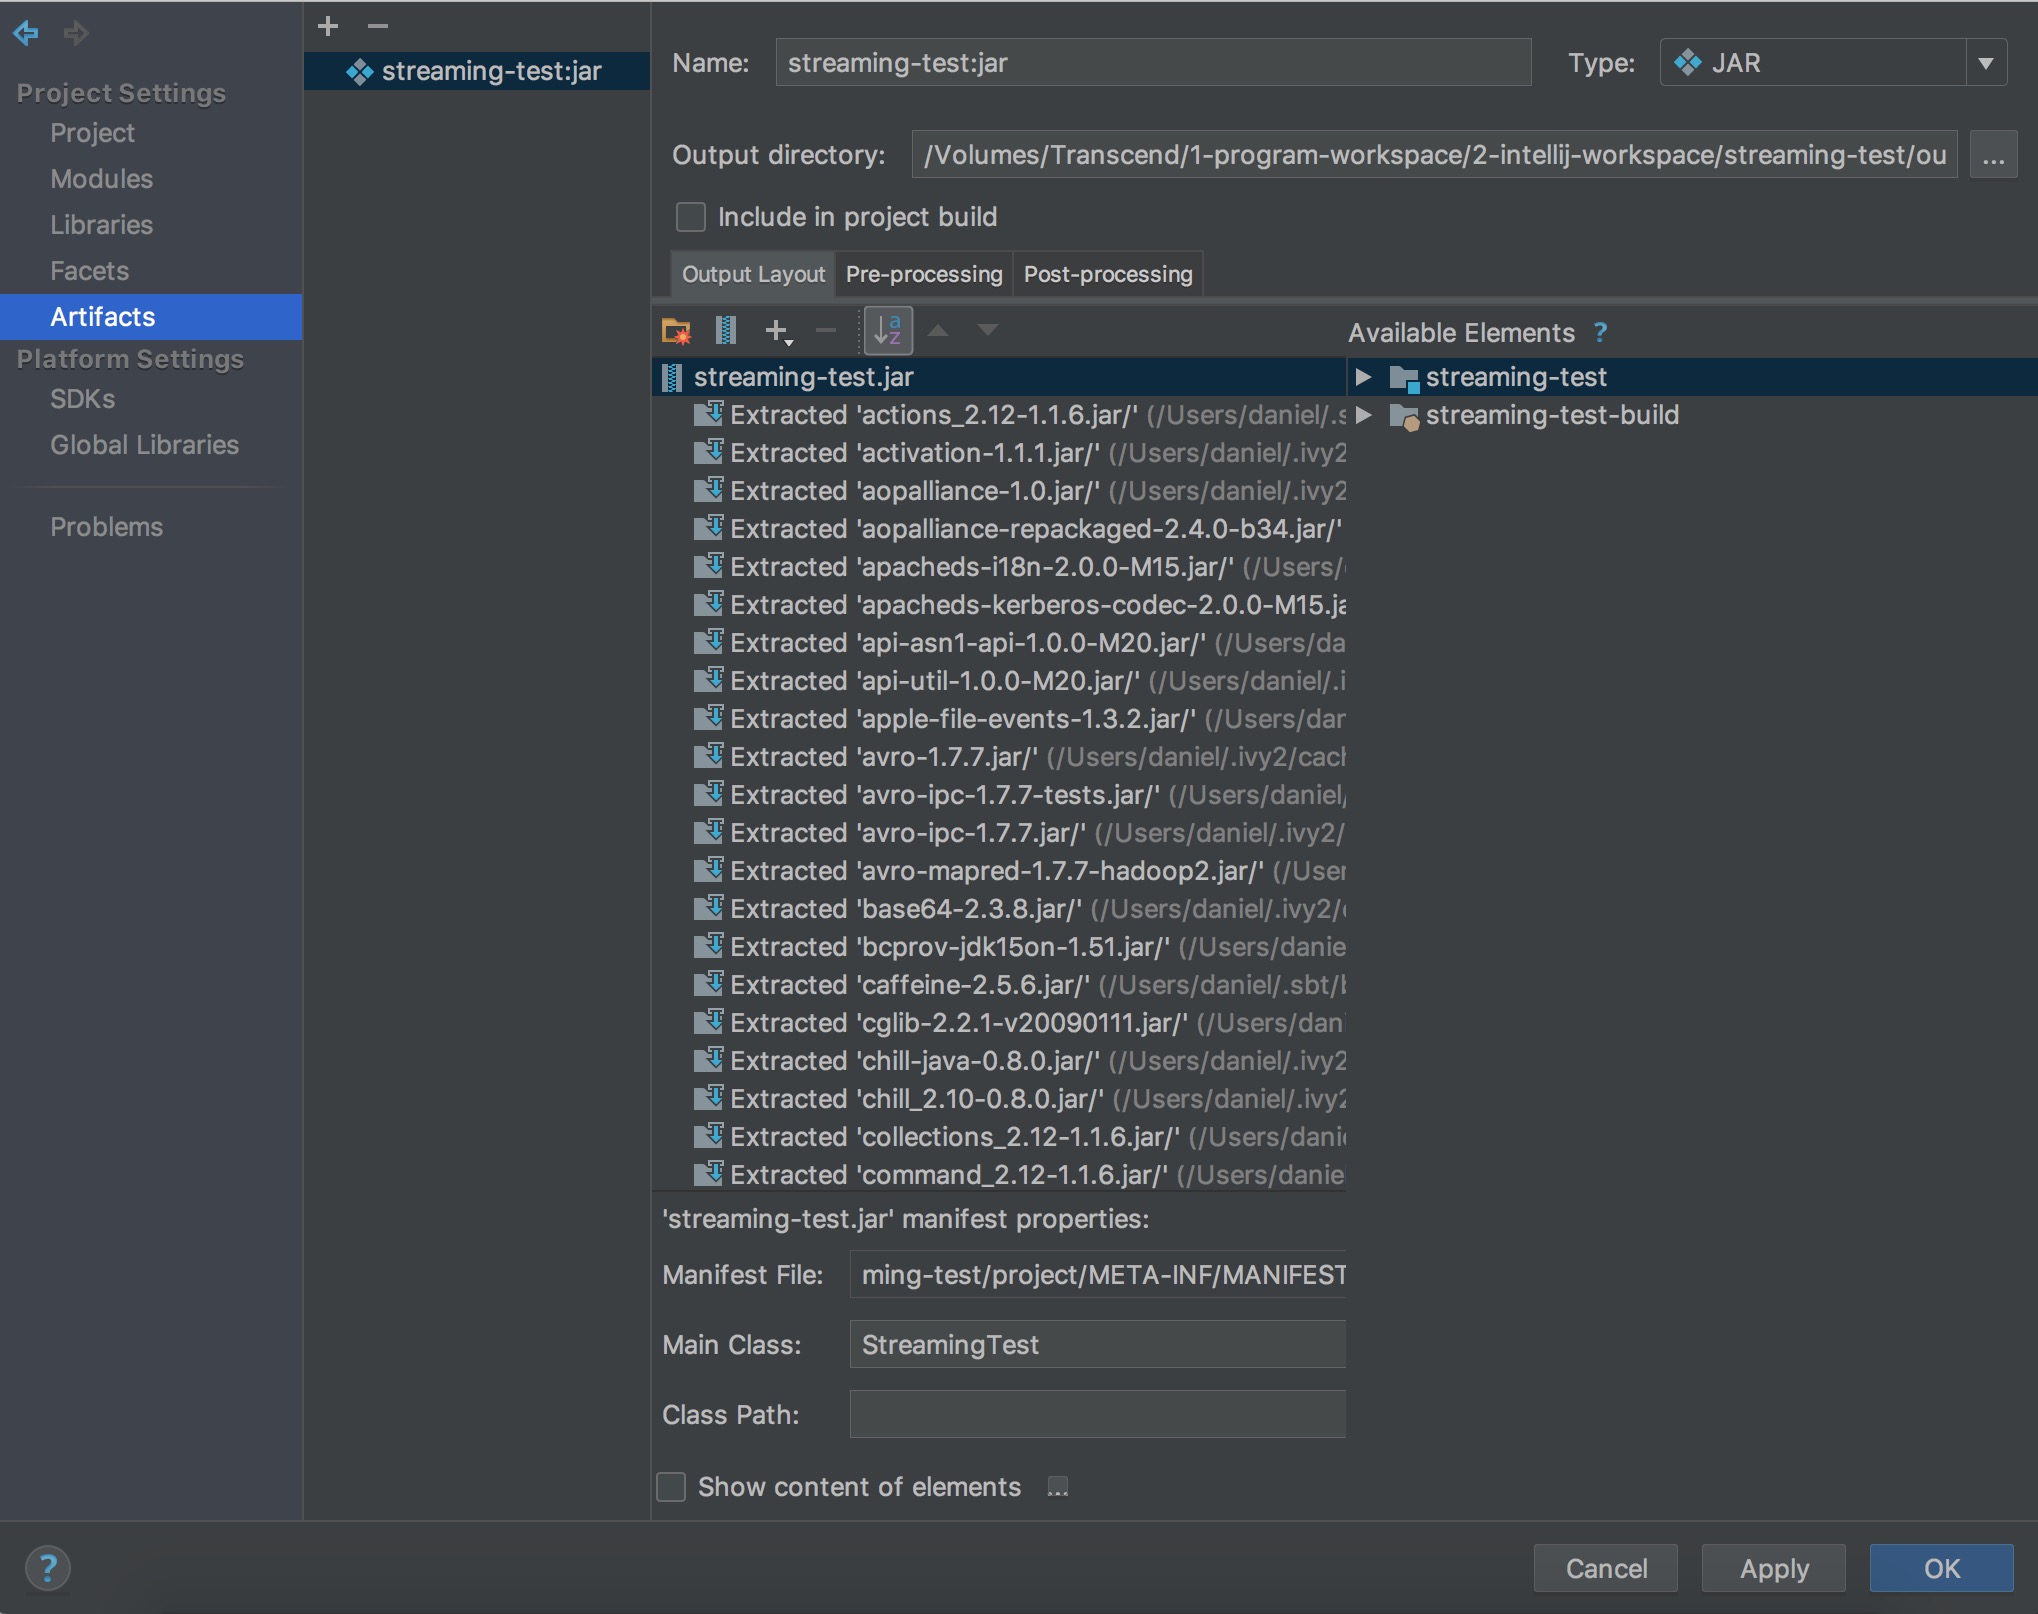 Project Settings
Project
Modules
Libraries
Facets
Artifacts
Platform Settings
SDKs
Global Libraries
Problems
streaming-test:jar
Name: streaming-test:jar Type: JAR
Output directory: /Volumes/Transcend/1-program-workspace/2-intellij-workspace/streaming-test/ou ...
Include in project build
Output Layout Pre-processing Post-processing
Available Elements ?
streaming-test.jar
Extracted 'actions_2.12-1.1.6.jar/' (/Users/daniel/.s
Extracted 'activation-1.1.1.jar/' (/Users/daniel/.ivy2
Extracted 'aopalliance-1.0.jar/' (/Users/daniel/.ivy2
Extracted 'aopalliance-repackaged-2.4.0-b34.jar/'
Extracted 'apacheds-i18n-2.0.0-M15.jar/' (/Users/
Extracted 'apacheds-kerberos-codec-2.0.0-M15.ja
Extracted 'api-asn1-api-1.0.0-M20.jar/' (/Users/da
Extracted 'api-util-1.0.0-M20.jar/' (/Users/daniel/.i
Extracted 'apple-file-events-1.3.2.jar/' (/Users/dan
Extracted 'avro-1.7.7.jar/' (/Users/daniel/.ivy2/cach
Extracted 'avro-ipc-1.7.7-tests.jar/' (/Users/daniel/
Extracted 'avro-ipc-1.7.7.jar/' (/Users/daniel/.ivy2/
Extracted 'avro-mapred-1.7.7-hadoop2.jar/' (/User
Extracted 'base64-2.3.8.jar/' (/Users/daniel/.ivy2/c
Extracted 'bcprov-jdk15on-1.51.jar/' (/Users/danie
Extracted 'caffeine-2.5.6.jar/' (/Users/daniel/.sbt/b
Extracted 'cglib-2.2.1-v20090111.jar/' (/Users/dani
Extracted 'chill-java-0.8.0.jar/' (/Users/daniel/.ivy2
Extracted 'chill_2.10-0.8.0.jar/' (/Users/daniel/.ivy2
Extracted 'collections_2.12-1.1.6.jar/' (/Users/dani
Extracted 'command_2.12-1.1.6.jar/' (/Users/danie
streaming-test
streaming-test-build
'streaming-test.jar' manifest properties:
Manifest File: ming-test/project/META-INF/MANIFEST
Main Class: StreamingTest
Class Path:
Show content of elements ...
? Cancel Apply OK